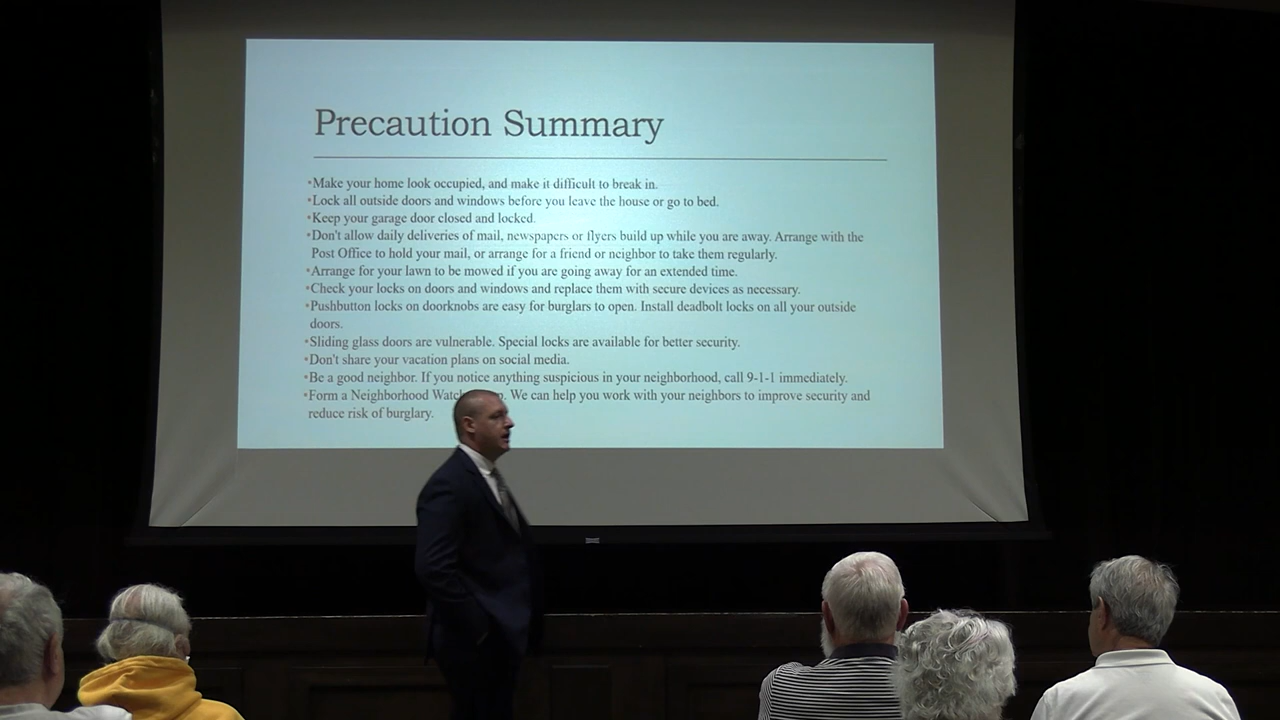 Precaution Summary
•Make your home look occupied, and make it difficult to break in.
•Lock all outside doors and windows before you leave the house or go to bed.
•Keep your garage door closed and locked.
•Don't allow daily deliveries of mail, newspapers or flyers build up while you are away. Arrange with the
Post Office to hold your mail, or arrange for a friend or neighbor to take them regularly.
•Arrange for your lawn to be mowed if you are going away for an extended time.
•Check your locks on doors and windows and replace them with secure devices as necessary.
•Pushbutton locks on doorknobs are easy for burglars to open. Install deadbolt locks on all your outside
doors.
•Sliding glass doors are vulnerable. Special locks are available for better security.
•Don't share your vacation plans on social media.
•Be a good neighbor. If you notice anything suspicious in your neighborhood, call 9-1-1 immediately.
•Form a Neighborhood Watch We can help you work with your neighbors to improve security and
reduce risk of burglary.